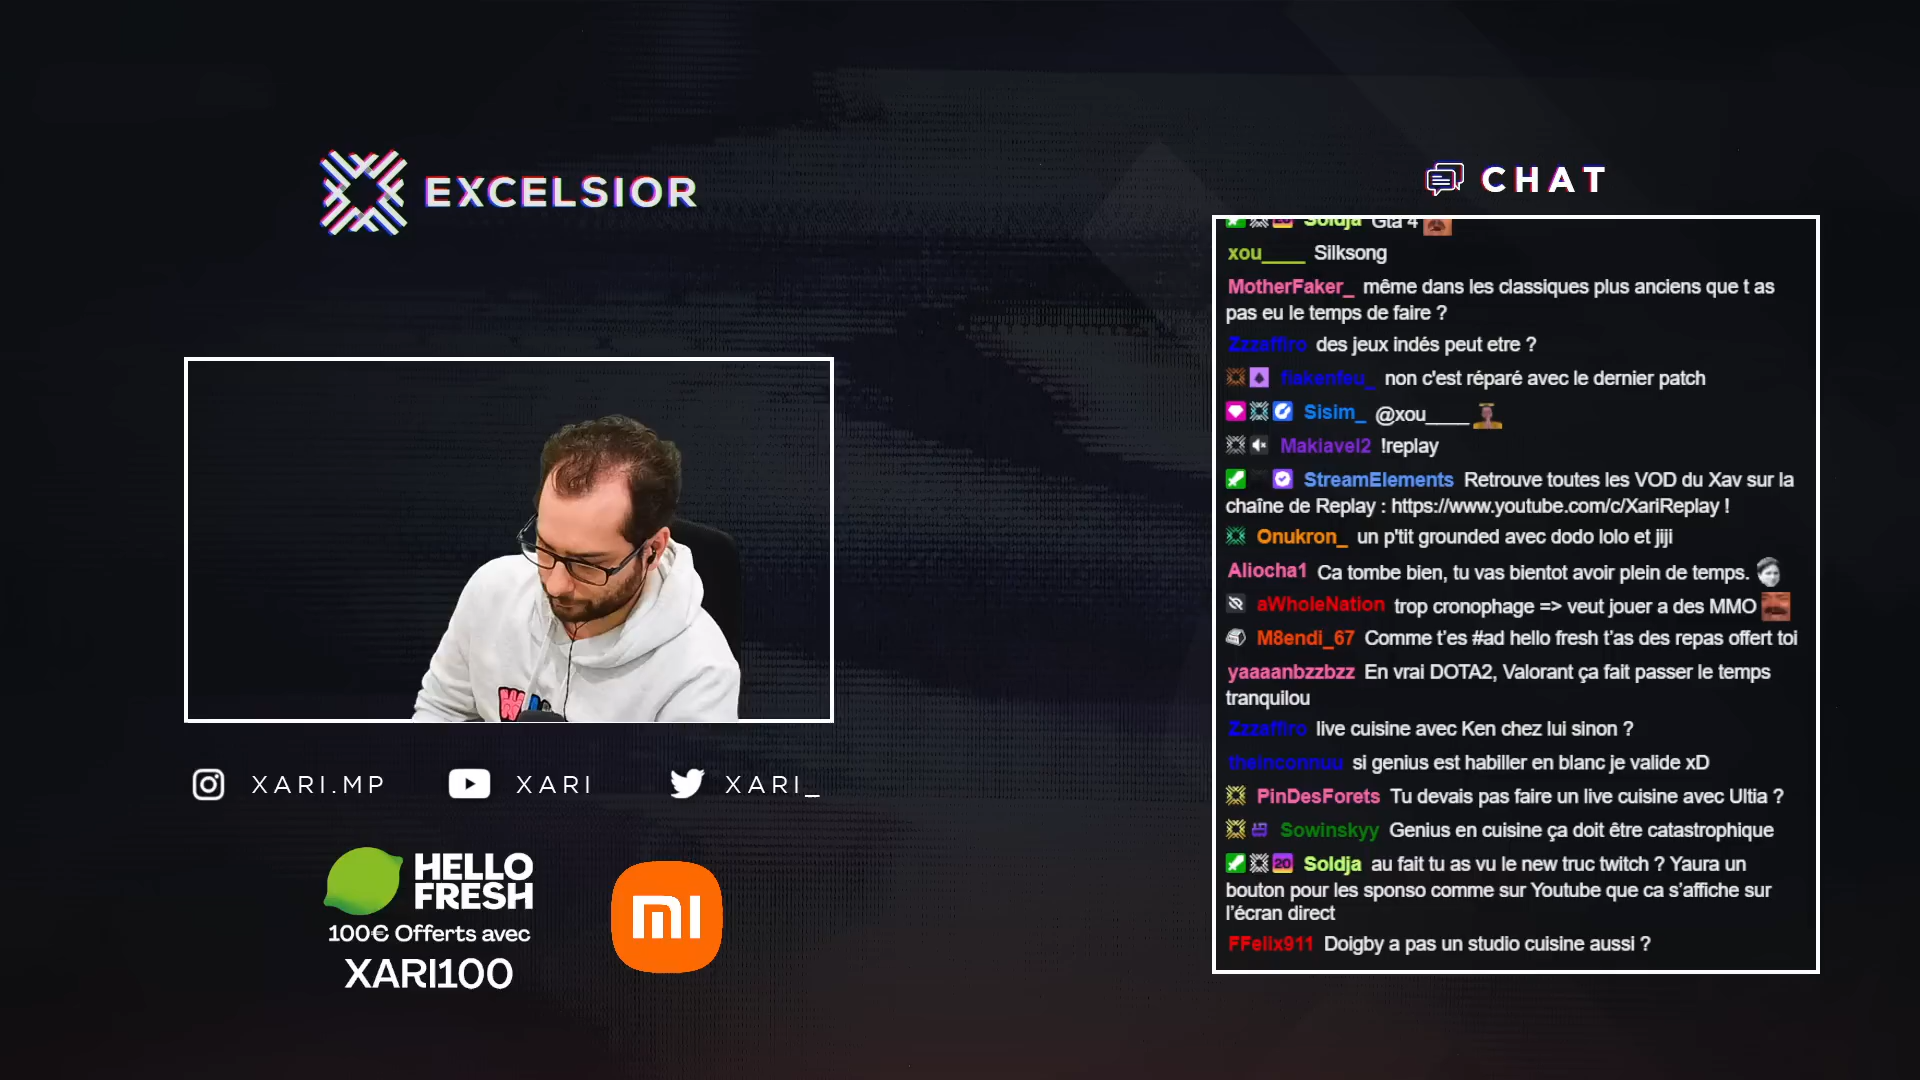 EXCELSIOR
XARI.MP
XARI
XARI_
HELLO
FRESH
100€ Offerts avec
XARI100
mi
CHAT
Soldja Gta 4
xou____ Silksong
MotherFaker_ même dans les classiques plus anciens que t as
pas eu le temps de faire ?
Zzzaffiro des jeux indés peut etre ?
flakenfeu_ non c'est réparé avec le dernier patch
Sisim_ @xou____
Makiavel2 !replay
StreamElements Retrouve toutes les VOD du Xav sur la
chaîne de Replay : https://www.youtube.com/c/XariReplay !
Onukron_ un p'tit grounded avec dodo lolo et jiji
Aliocha1 Ca tombe bien, tu vas bientot avoir plein de temps.
aWholeNation trop cronophage => veut jouer a des MMO
M8endi_67 Comme t'es #ad hello fresh t'as des repas offert toi
yaaaanbzzbzz En vrai DOTA2, Valorant ça fait passer le temps
tranquilou
Zzzaffiro live cuisine avec Ken chez lui sinon ?
theinconnuu si genius est habiller en blanc je valide xD
PinDesForets Tu devais pas faire un live cuisine avec Ultia ?
Sowinskyy Genius en cuisine ça doit être catastrophique
20 Soldja au fait tu as vu le new truc twitch ? Yaura un
bouton pour les sponso comme sur Youtube que ca s'affiche sur
l'écran direct
FFelix911 Doigby a pas un studio cuisine aussi ?